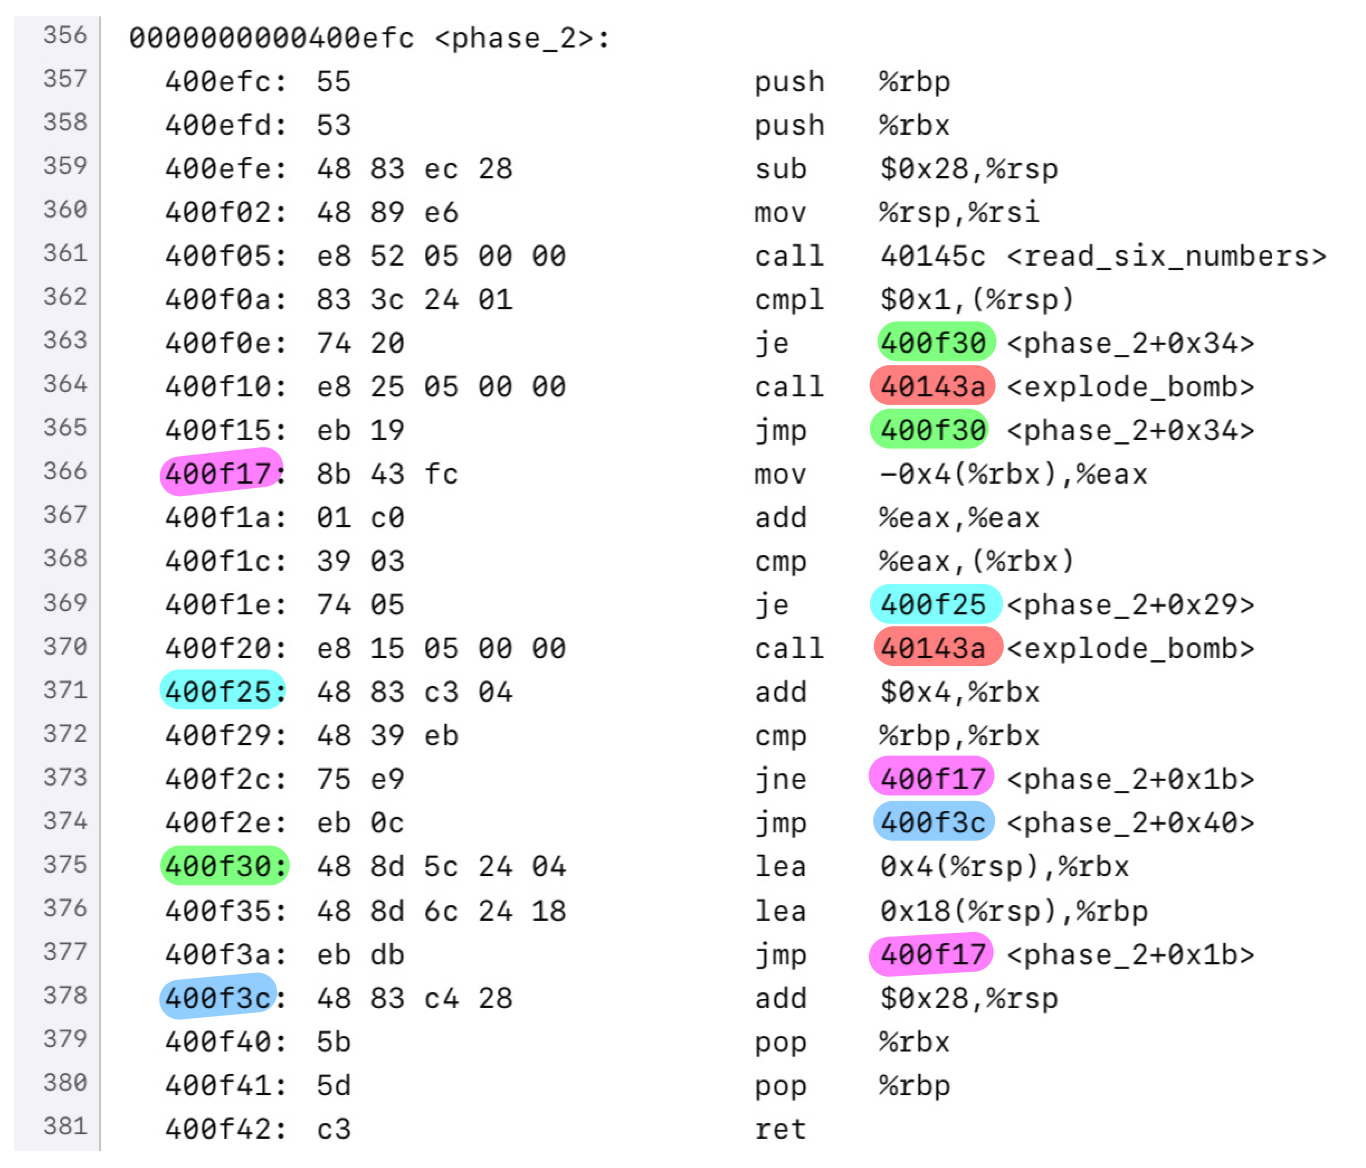 356 0000000000400efc <phase_2>:
357 400efc: 55 push %rbp
358 400efd: 53 push %rbx
359 400efe: 48 83 ec 28 sub $0x28,%rsp
360 400f02: 48 89 e6 mov %rsp,%rsi
361 400f05: e8 52 05 00 00 call 40145c <read_six_numbers>
362 400f0a: 83 3c 24 01 cmpl $0x1,(%rsp)
363 400f0e: 74 20 je 400f30 <phase_2+0x34>
364 400f10: e8 25 05 00 00 call 40143a <explode_bomb>
365 400f15: eb 19 jmp 400f30 <phase_2+0x34>
366 400f17: 8b 43 fc mov -0x4(%rbx),%eax
367 400f1a: 01 c0 add %eax,%eax
368 400f1c: 39 03 cmp %eax,(%rbx)
369 400f1e: 74 05 je 400f25 <phase_2+0x29>
370 400f20: e8 15 05 00 00 call 40143a <explode_bomb>
371 400f25: 48 83 c3 04 add $0x4,%rbx
372 400f29: 48 39 eb cmp %rbp,%rbx
373 400f2c: 75 e9 jne 400f17 <phase_2+0x1b>
374 400f2e: eb 0c jmp 400f3c <phase_2+0x40>
375 400f30: 48 8d 5c 24 04 lea 0x4(%rsp),%rbx
376 400f35: 48 8d 6c 24 18 lea 0x18(%rsp),%rbp
377 400f3a: eb db jmp 400f17 <phase_2+0x1b>
378 400f3c: 48 83 c4 28 add $0x28,%rsp
379 400f40: 5b pop %rbx
380 400f41: 5d pop %rbp
381 400f42: c3 ret